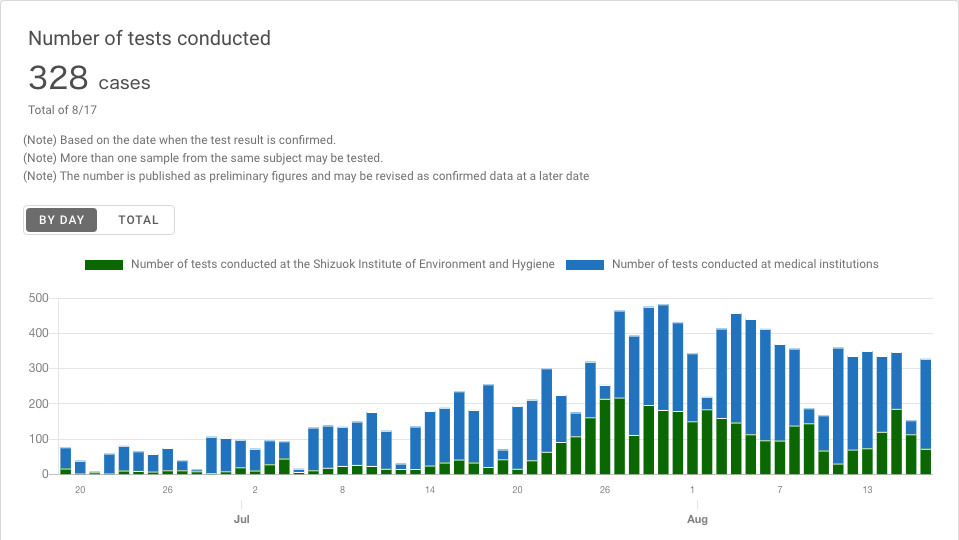 Number of tests conducted
328 cases
Total of 8/17
(Note) Based on the date when the test result is confirmed.
(Note) More than one sample from the same subject may be tested.
(Note) The number is published as preliminary figures and may be revised as confirmed data at a later date
BY DAY TOTAL
Number of tests conducted at the Shizuok Institute of Environment and Hygiene Number of tests conducted at medical institutions
500
400
300
200
100
0
20 26 2 8 14 20 26 1 7 13
Jul Aug